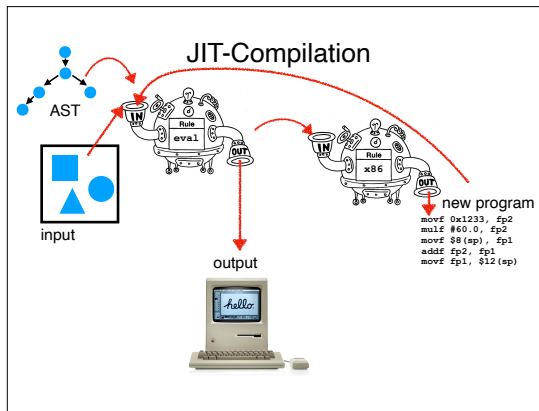 JIT-Compilation
AST
IN
Rule
eval
OUT
IN
Rule
x86
OUT
input
new program
movf 0x1233, fp2
mulf #60.0, fp2
movf $8(sp), fp1
addf fp2, fp1
movf fp1, $12(sp)
output
hello.